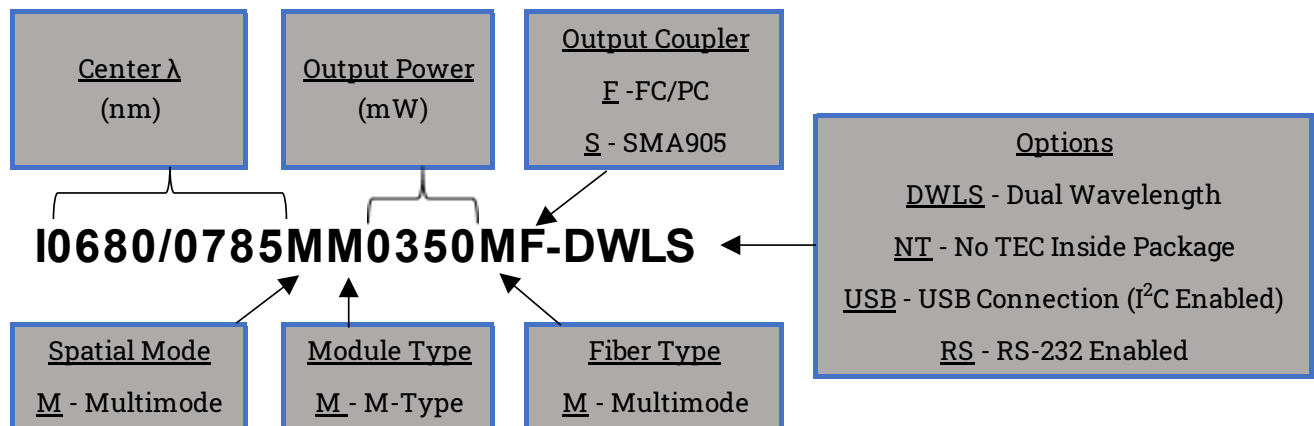 Center λ
(nm)
Output Power
(mW)
Output Coupler
F -FC/PC
S - SMA905
Options
DWLS - Dual Wavelength
NT - No TEC Inside Package
USB - USB Connection (I²C Enabled)
RS - RS-232 Enabled
I0680/0785MM0350MF-DWLS
Spatial Mode
M - Multimode
Module Type
M - M-Type
Fiber Type
M - Multimode